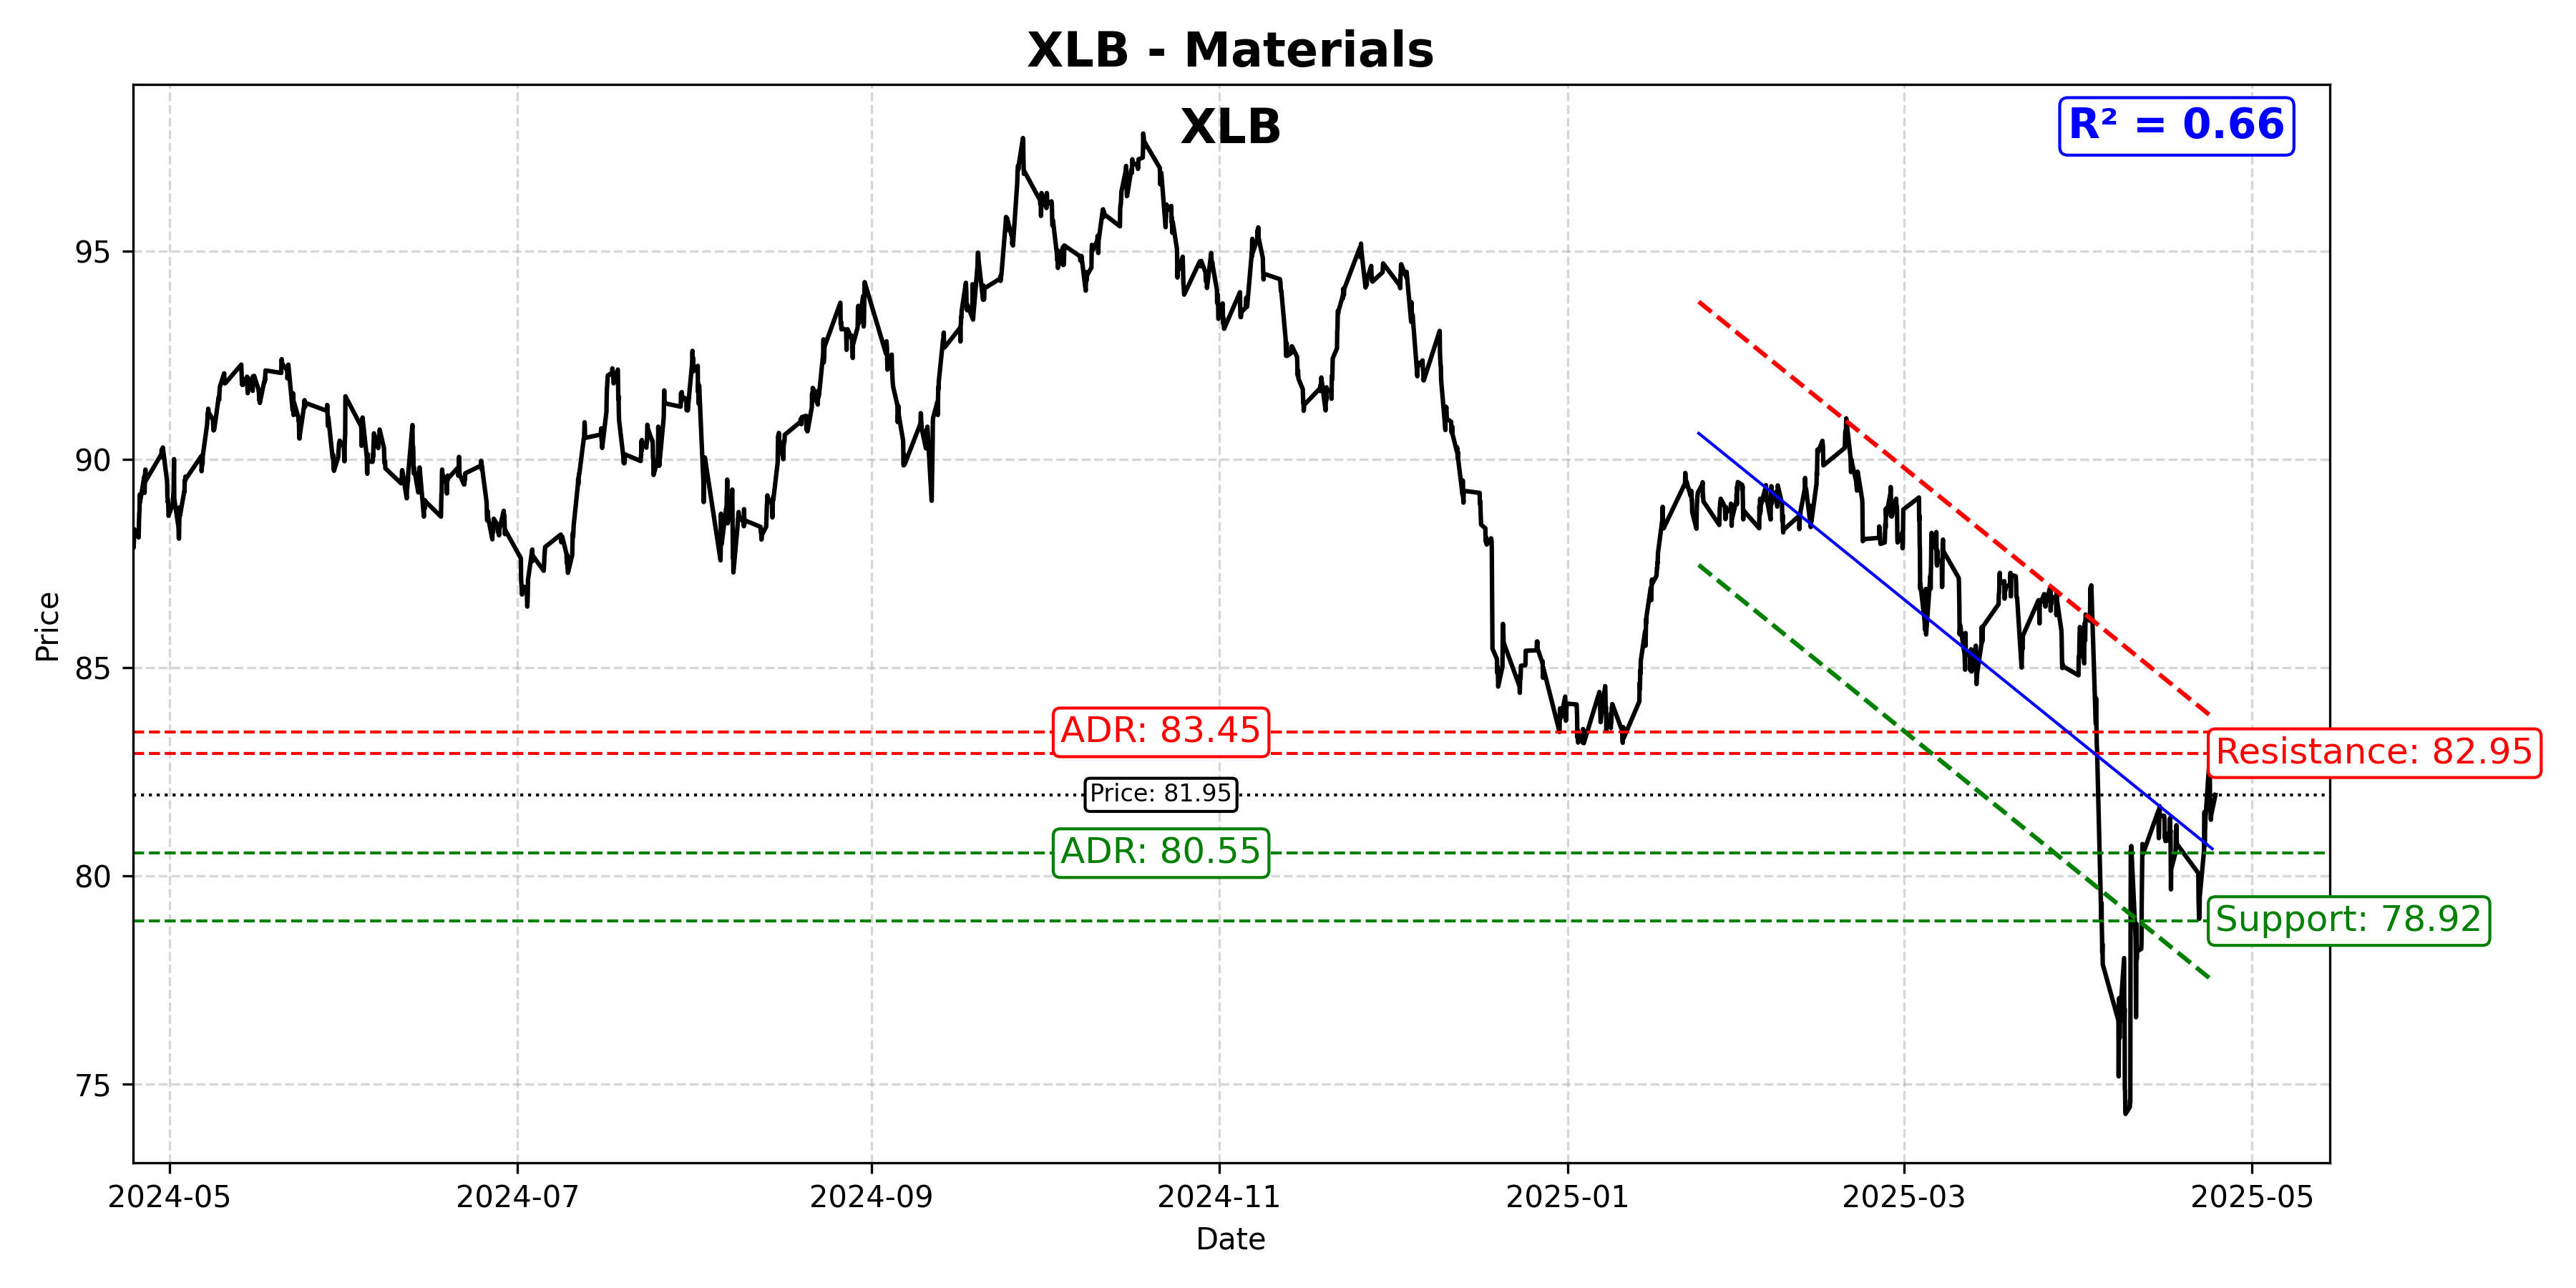 XLB - Materials
XLB
R² = 0.66
95
90
85
80
75
Price
ADR: 83.45
Resistance: 82.95
Price: 81.95
ADR: 80.55
Support: 78.92
2024-05
2024-07
2024-09
2024-11
2025-01
2025-03
2025-05
Date